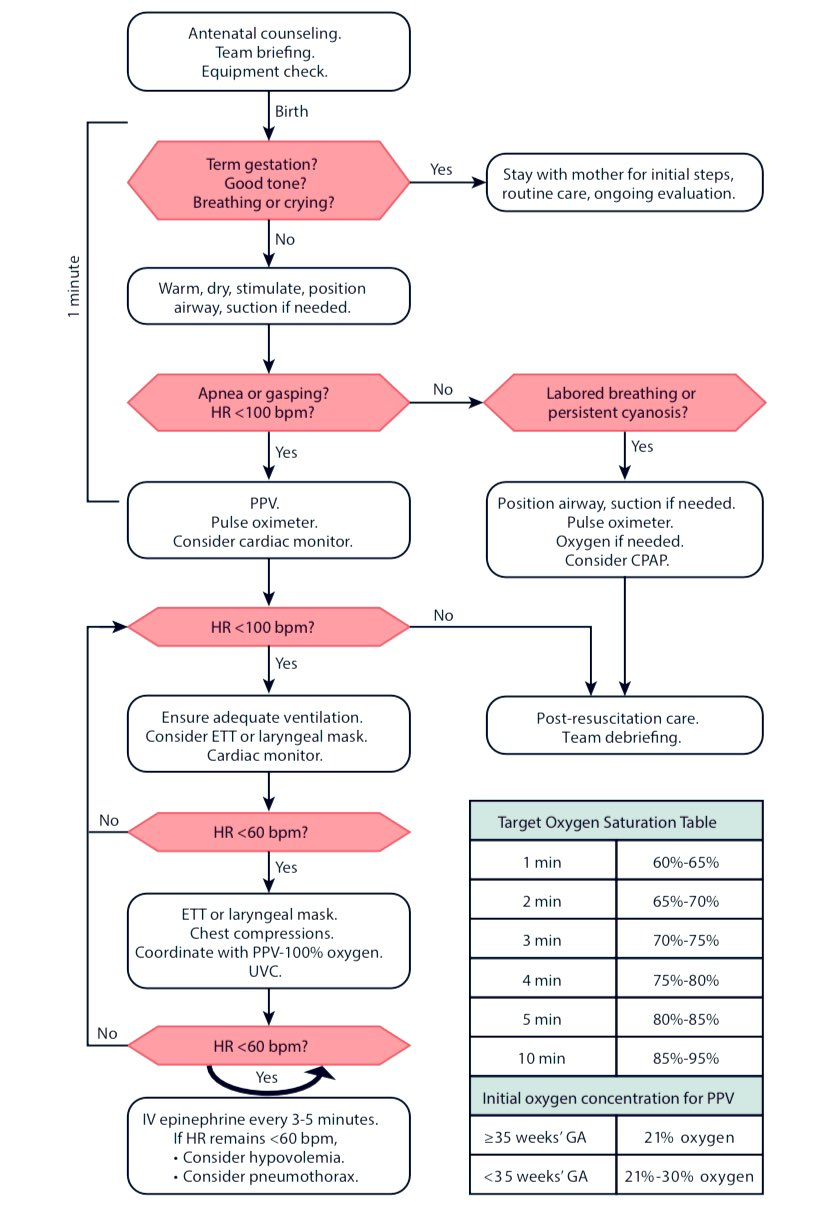 Antenatal counseling.
Team briefing.
Equipment check.
Birth
1 minute
Term gestation?
Good tone?
Breathing or crying?
Yes
Stay with mother for initial steps,
routine care, ongoing evaluation.
No
Warm, dry, stimulate, position
airway, suction if needed.
Apnea or gasping?
HR <100 bpm?
No
Labored breathing or
persistent cyanosis?
Yes
Yes
PPV.
Pulse oximeter.
Consider cardiac monitor.
Position airway, suction if needed.
Pulse oximeter.
Oxygen if needed.
Consider CPAP.
HR <100 bpm?
No
Yes
Ensure adequate ventilation.
Consider ETT or laryngeal mask.
Cardiac monitor.
Post-resuscitation care.
Team debriefing.
No
HR <60 bpm?
Yes
ETT or laryngeal mask.
Chest compressions.
Coordinate with PPV-100% oxygen.
UVC.
No
HR <60 bpm?
Yes
IV epinephrine every 3-5 minutes.
If HR remains <60 bpm,
• Consider hypovolemia.
• Consider pneumothorax.
Target Oxygen Saturation Table
1 min 60%-65%
2 min 65%-70%
3 min 70%-75%
4 min 75%-80%
5 min 80%-85%
10 min 85%-95%
Initial oxygen concentration for PPV
≥35 weeks’ GA 21% oxygen
<35 weeks’ GA 21%-30% oxygen